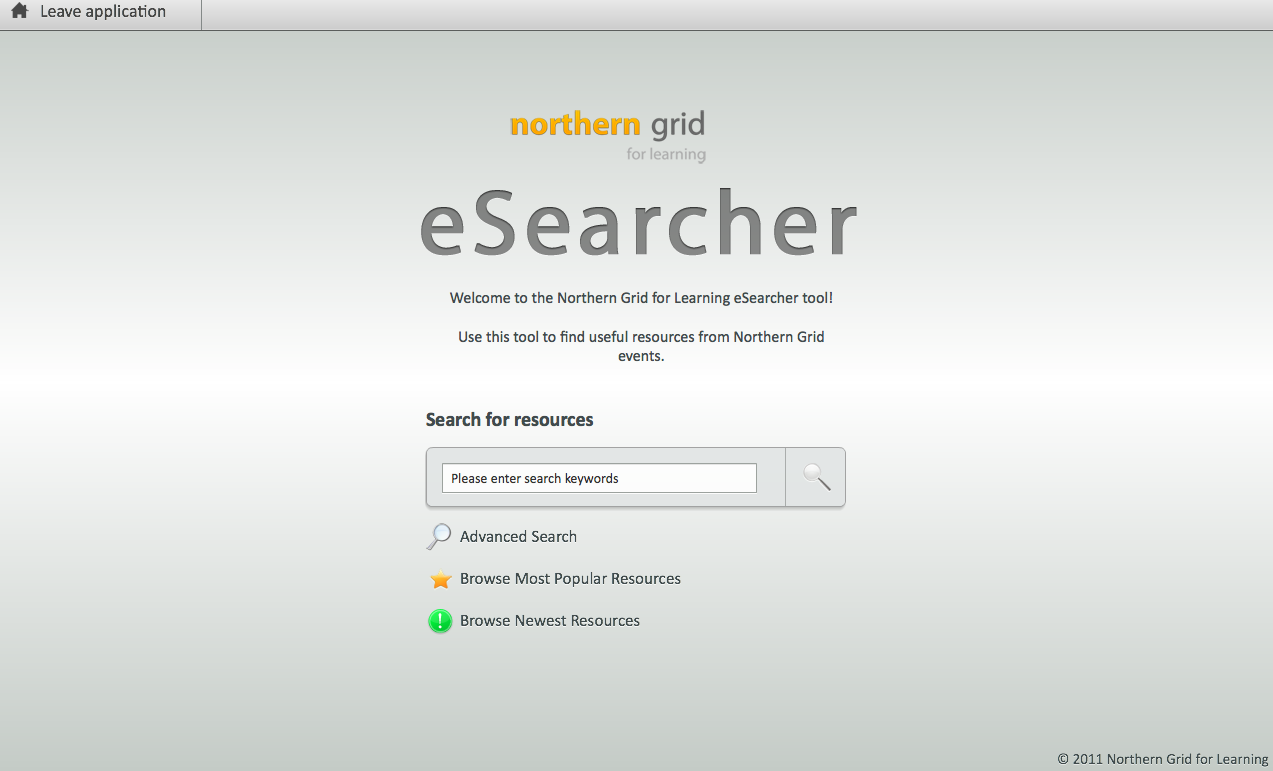 Leave application
northern grid
for learning
eSearcher
Welcome to the Northern Grid for Learning eSearcher tool!
Use this tool to find useful resources from Northern Grid
events.
Search for resources
Please enter search keywords
Advanced Search
Browse Most Popular Resources
Browse Newest Resources
© 2011 Northern Grid for Learning